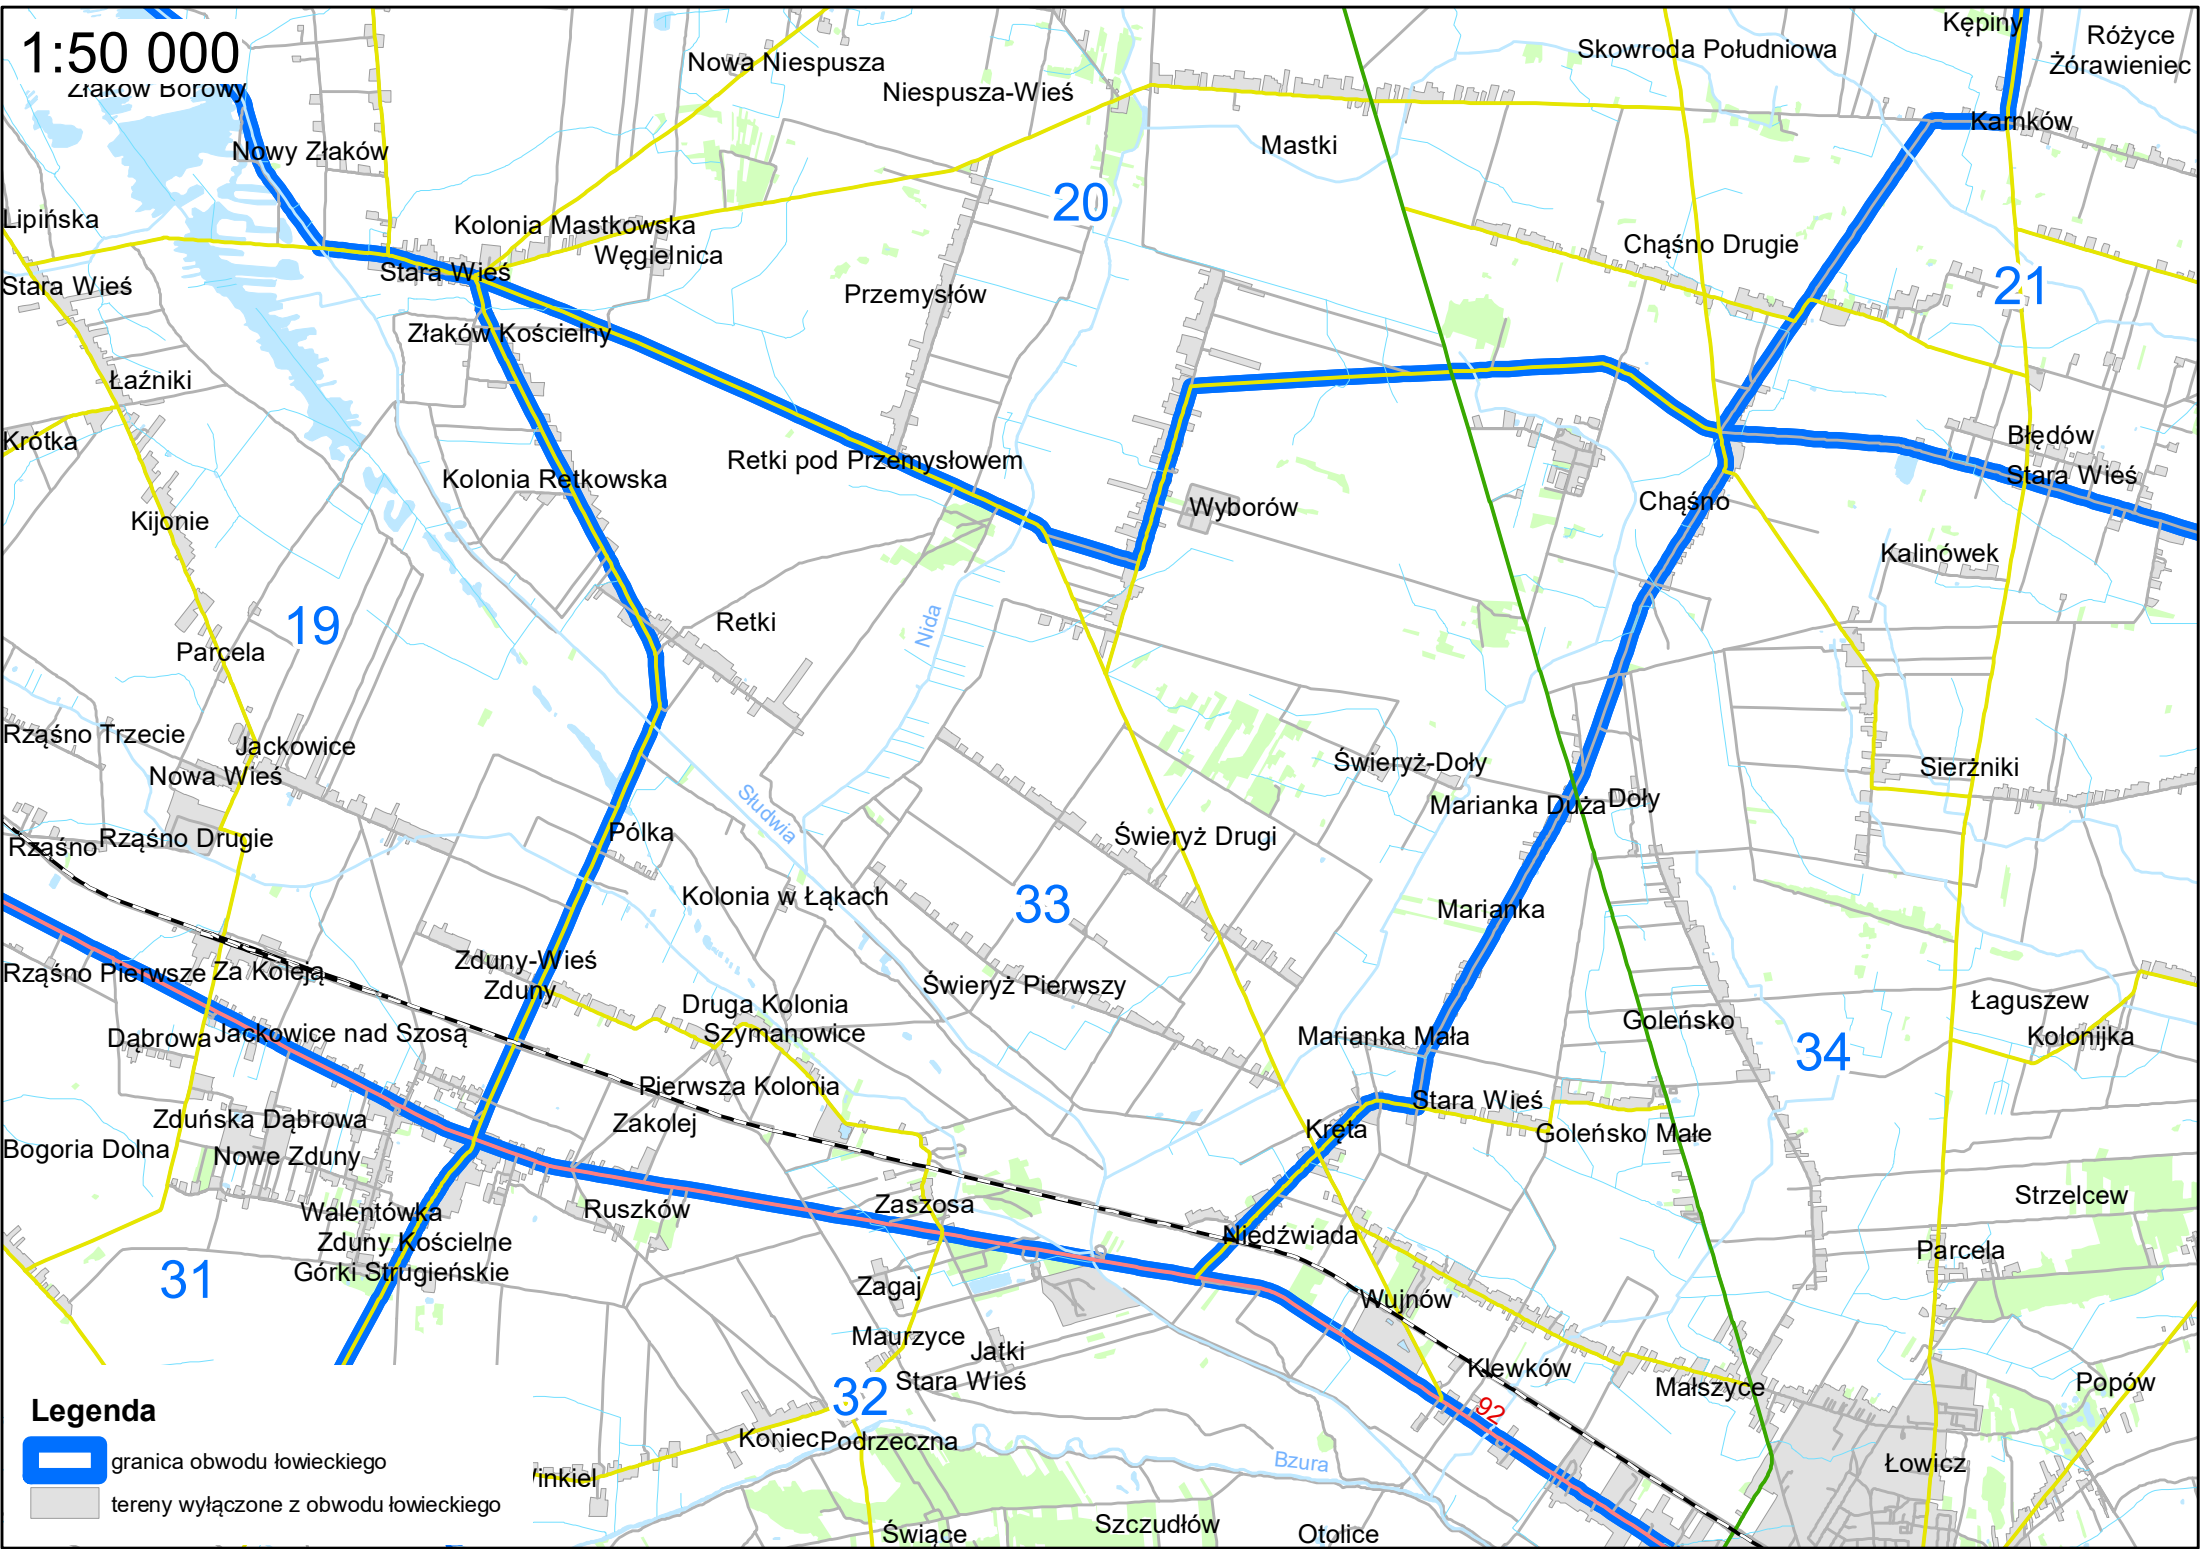 1:50 000
Kępiny
Różyce
Żórawieniec
Skowroda Południowa
Nowa Niespusza
Niespusza-Wieś
Złaków Borowy
Karnków
Mastki
Nowy Złaków
20
Lipińska
Kolonia Mastkowska
Węgielnica
Chąśno Drugie
Stara Wieś
Stara Wieś
21
Przemysłów
Złaków Kościelny
Łaźniki
Krótka
Błędów
Stara Wieś
Retki pod Przemysłowem
Kolonia Retkowska
Wyborów
Chąśno
Kijonie
Kalinówek
19
Retki
Nida
Parcela
Rząśno Trzecie
Jackowice
Nowa Wieś
Świeryż-Doły
Sierżniki
Marianka Duża
Doły
Słudwia
Pólka
Świeryż Drugi
Rząśno
Rząśno Drugie
Kolonia w Łąkach
33
Marianka
Zduny-Wieś
Zduny
Rząśno Pierwsze
Za Koleją
Świeryż Pierwszy
Druga Kolonia
Szymanowice
Łaguszew
Kolonijka
Goleńsko
Dąbrowa
Jackowice nad Szosą
Marianka Mała
34
Pierwsza Kolonia
Stara Wieś
Zduńska Dąbrowa
Zakolej
Kręta
Goleńsko Małe
Bogoria Dolna
Nowe Zduny
Strzelcew
Walentówka
Ruszków
Zaszosa
Niedźwiada
Zduny Kościelne
Parcela
Górki Strugieńskie
31
Zagaj
Wujnów
Maurzyce
Jatki
Stara Wieś
Klewków
Małszyce
Popów
32
92
Legenda
Koniec
Podrzeczna
granica obwodu łowieckiego
Bzura
Łowicz
inkiel
tereny wyłączone z obwodu łowieckiego
Świące
Szczudłów
Otolice